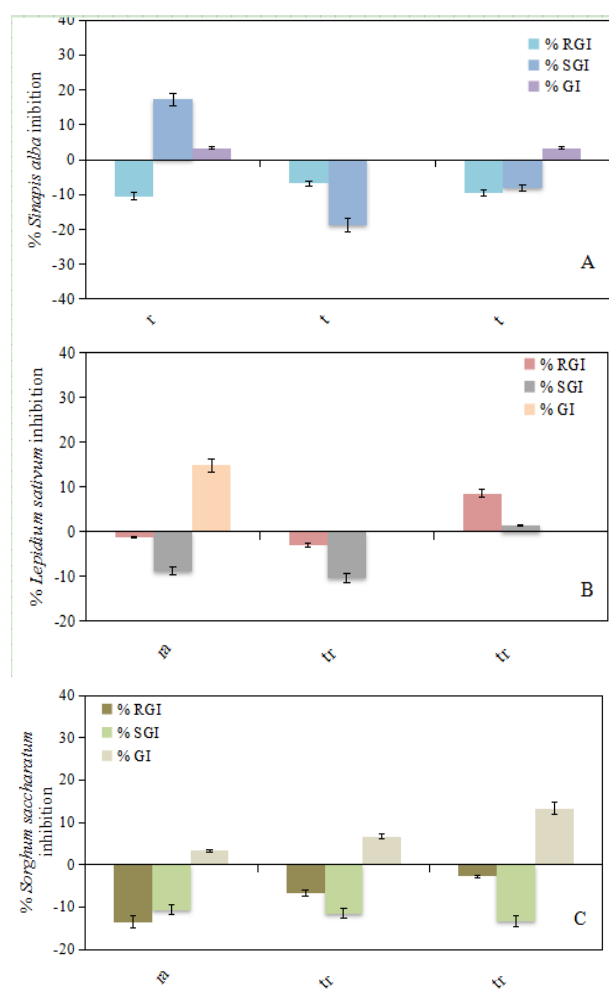 40
30
20
10
0
-10
-20
-30
-40
% Sinapis alba inibition
% RGI
% SGI
% GI
A
r
t
t
40
30
20
10
0
-10
-20
% Lepidium sativum inhibition
% RGI
% SGI
% GI
B
ra
tr
tr
40
30
20
10
0
-10
-20
% Sorghum saccharatum
inhibition
% RGI
% SGI
% GI
C
ra
tr
tr